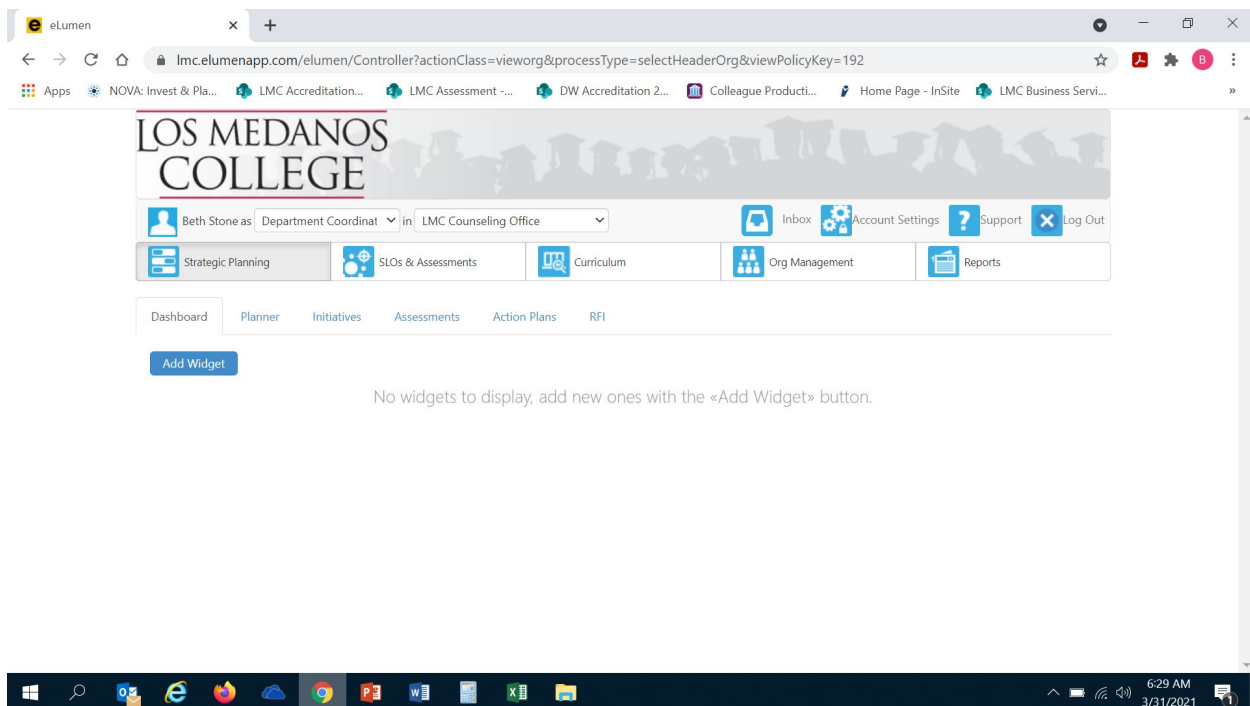 eLumen
lmc.elumenapp.com/elumen/Controller?actionClass=vieworg&processType=selectHeaderOrg&viewPolicyKey=192
B
Apps NOVA: Invest & Pla... LMC Accreditation... LMC Assessment -... DW Accreditation 2... Colleague Producti... Home Page - InSite LMC Business Servi... »
LOS MEDANOS
COLLEGE
Beth Stone as Department Coordinat in LMC Counseling Office Inbox Account Settings ? Support Log Out
Strategic Planning SLOs & Assessments Curriculum Org Management Reports
Dashboard Planner Initiatives Assessments Action Plans RFI
Add Widget
No widgets to display, add new ones with the «Add Widget» button.
6:29 AM
3/31/2021
1